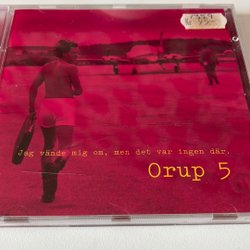 Jag vände mig om, men det var ingen där.
Orup 5